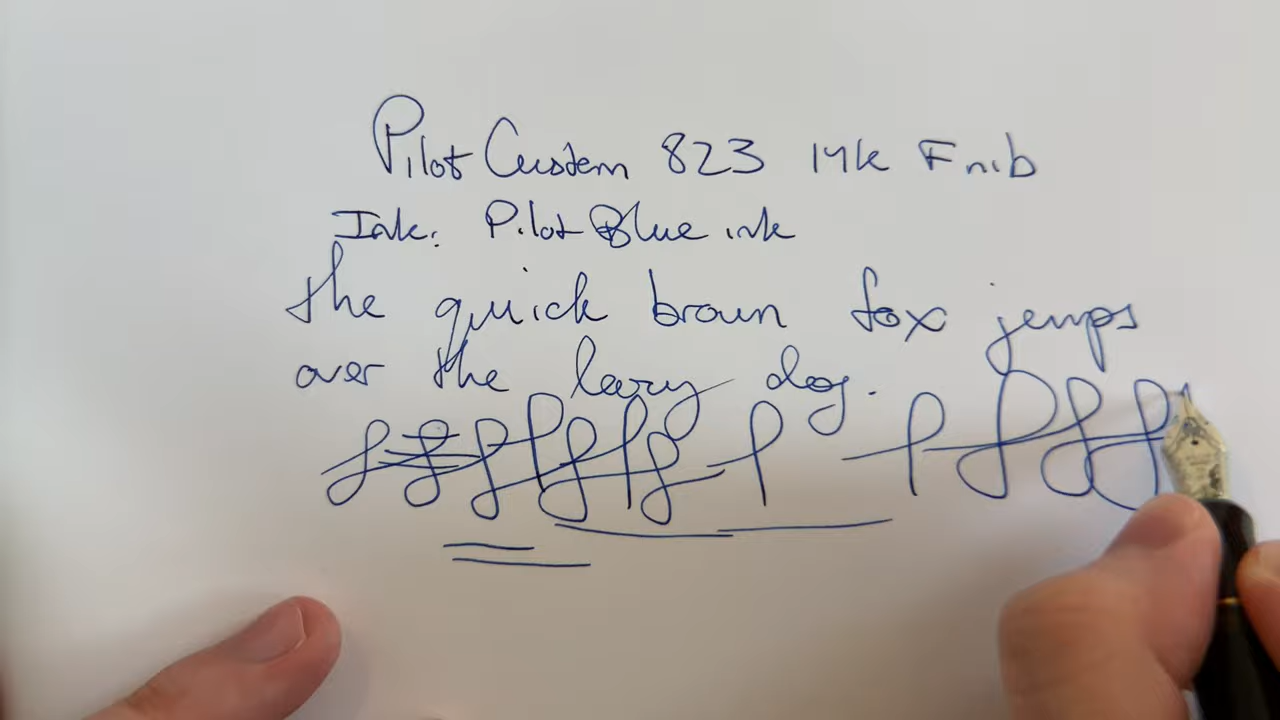 Pilot Custom 823 14k F nib
Ink: Pilot Blue ink
the quick brown fox jumps
over the lazy dog.